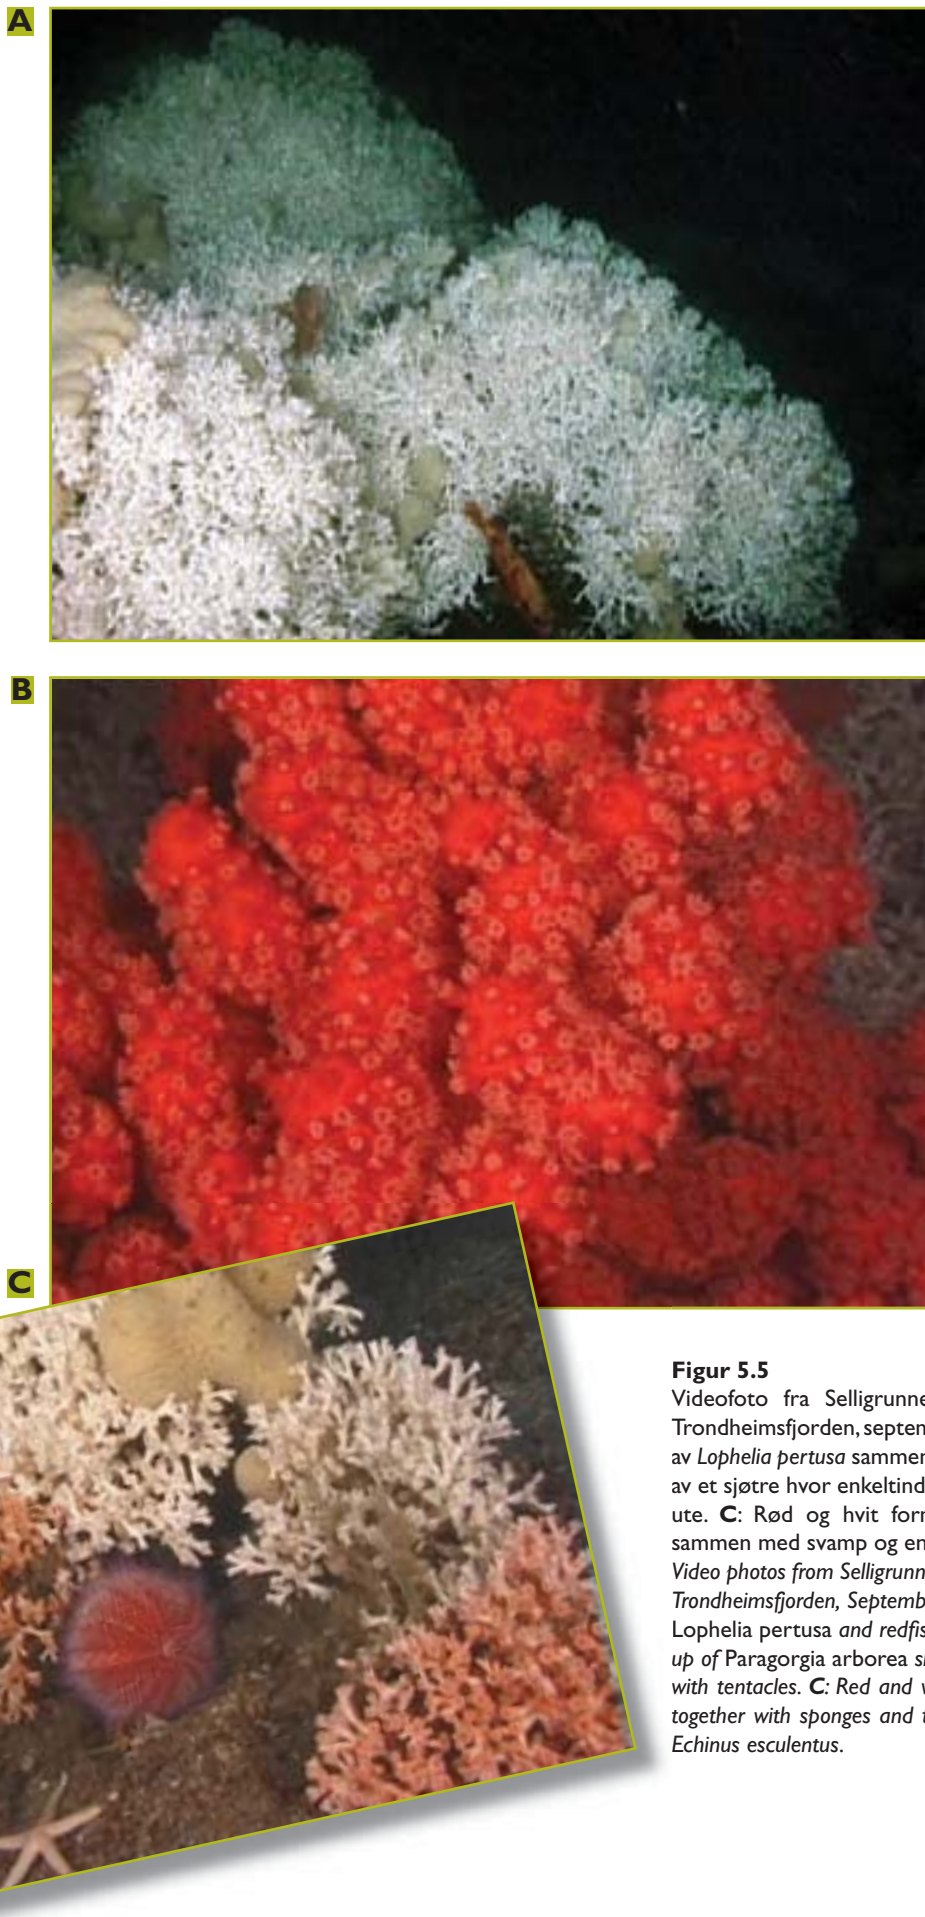 A
B
C
Figur 5.5
Videofoto fra Selligrunne
Trondheimsfjorden, septem
av Lophelia pertusa sammen
av et sjøtre hvor enkeltind
ute. C: Rød og hvit form
sammen med svamp og en
Video photos from Selligrunn
Trondheimsfjorden, Septemb
Lophelia pertusa and redfis
up of Paragorgia arborea s
with tentacles. C: Red and
together with sponges and
Echinus esculentus.